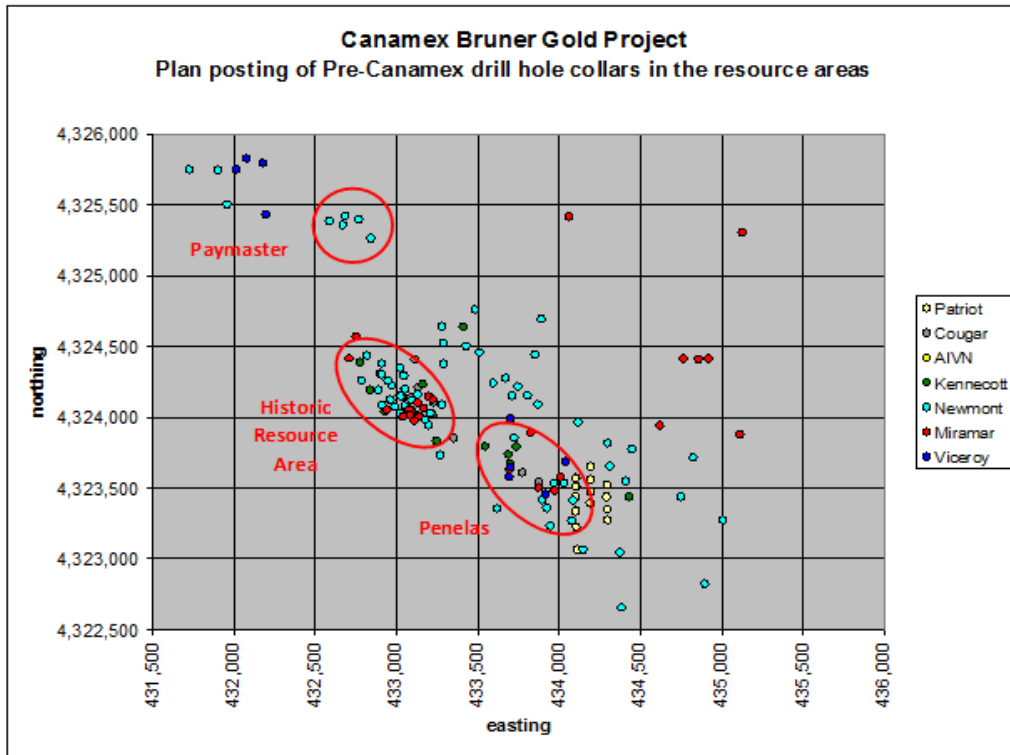 Canamex Bruner Gold Project
Plan posting of Pre-Canamex drill hole collars in the resource areas
4,326,000
4,325,500
4,325,000
4,324,500
4,324,000
4,323,500
4,323,000
4,322,500
northing
Paymaster
Historic
Resource
Area
Penelas
431,500
432,000
432,500
433,000
433,500
434,000
434,500
435,000
435,500
436,000
easting
Patriot
Cougar
AIVN
Kennecott
Newmont
Miramar
Viceroy